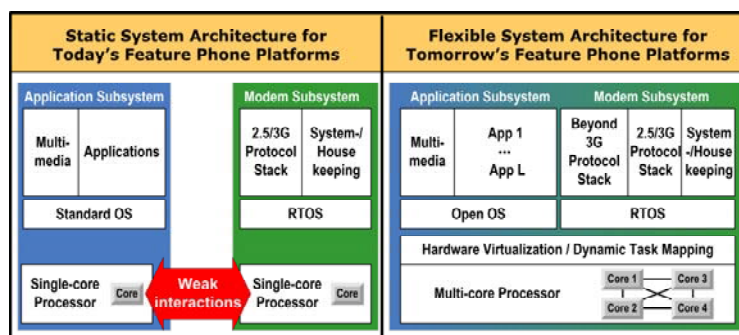 Static System Architecture for
Today's Feature Phone Platforms
Application Subsystem
Multi-
media
Applications
Standard OS
Single-core
Processor
Core
Modem Subsystem
2.5/3G
Protocol
Stack
System-/
House
keeping
RTOS
Single-core
Processor
Core
Weak
interactions
Flexible System Architecture for
Tomorrow's Feature Phone Platforms
Application Subsystem
Multi-
media
App 1
...
App L
Open OS
Modem Subsystem
Beyond
3G
Protocol
Stack
2.5/3G
Protocol
Stack
System
-/House
keeping
RTOS
Hardware Virtualization / Dynamic Task Mapping
Multi-core Processor
Core 1
Core 3
Core 2
Core 4